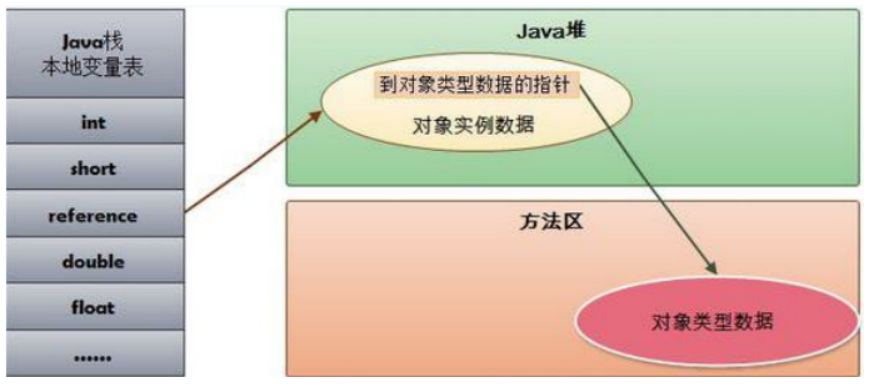 Java栈
本地变量表
int
short
reference
double
float
......
Java堆
到对象类型数据的指针
对象实例数据
方法区
对象类型数据